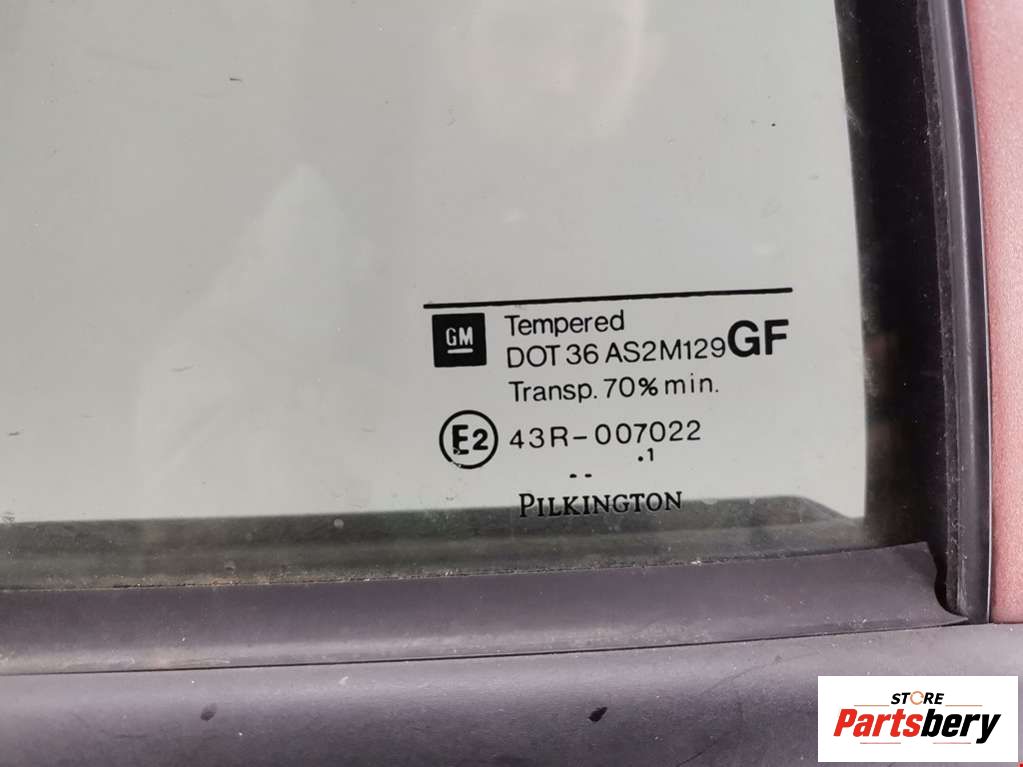 GM
Tempered
DOT 36 AS2M129 GF
Transp. 70% min.
E2 43R-007022
.1
- -
PILKINGTON
STORE
Partsbery